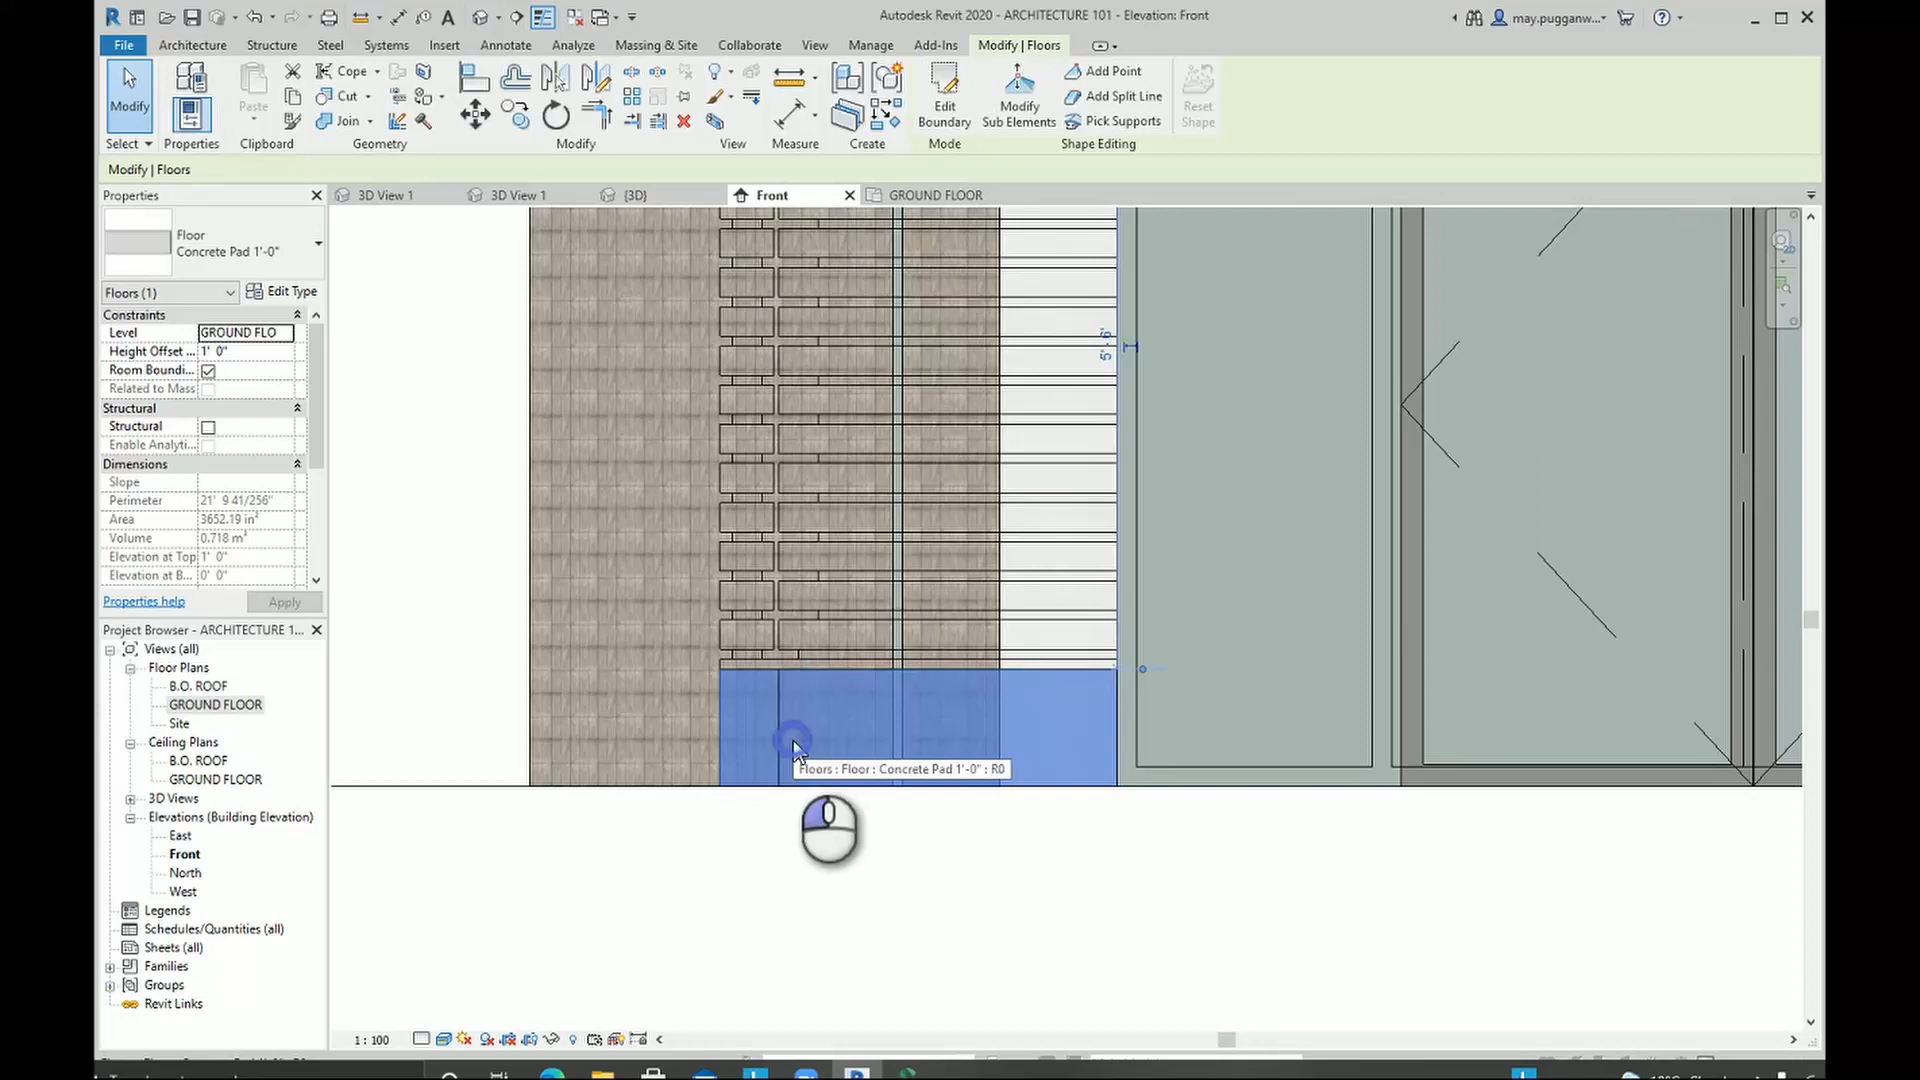 Autodesk Revit 2020 - ARCHITECTURE 101 - Elevation: Front
may.pugganw...
File Architecture Structure Steel Systems Insert Annotate Analyze Massing & Site Collaborate View Manage Add-Ins Modify | Floors
Modify
Paste
Cope
Cut
Join
Edit Boundary
Modify Sub Elements
Add Point
Add Split Line
Pick Supports
Reset Shape
Select Properties Clipboard Geometry Modify View Measure Create Mode Shape Editing
Modify | Floors
Properties
3D View 1
3D View 1
{3D}
Front
GROUND FLOOR
Floor
Concrete Pad 1'-0"
Floors (1)
Edit Type
Constraints
Level GROUND FLO
Height Offset ... 1' 0"
Room Boundi...
Related to Mass
Structural
Structural
Enable Analyti...
Dimensions
Slope
Perimeter 21' 9 41/256"
Area 3652.19 in²
Volume 0.718 m³
Elevation at Top 1' 0"
Elevation at B... 0' 0"
Properties help
Apply
Project Browser - ARCHITECTURE 1...
Views (all)
Floor Plans
B.O. ROOF
GROUND FLOOR
Site
Ceiling Plans
B.O. ROOF
GROUND FLOOR
3D Views
Elevations (Building Elevation)
East
Front
North
West
Legends
Schedules/Quantities (all)
Sheets (all)
Families
Groups
Revit Links
5' - 6"
Floors : Floor : Concrete Pad 1'-0" : R0
2D
1 : 100